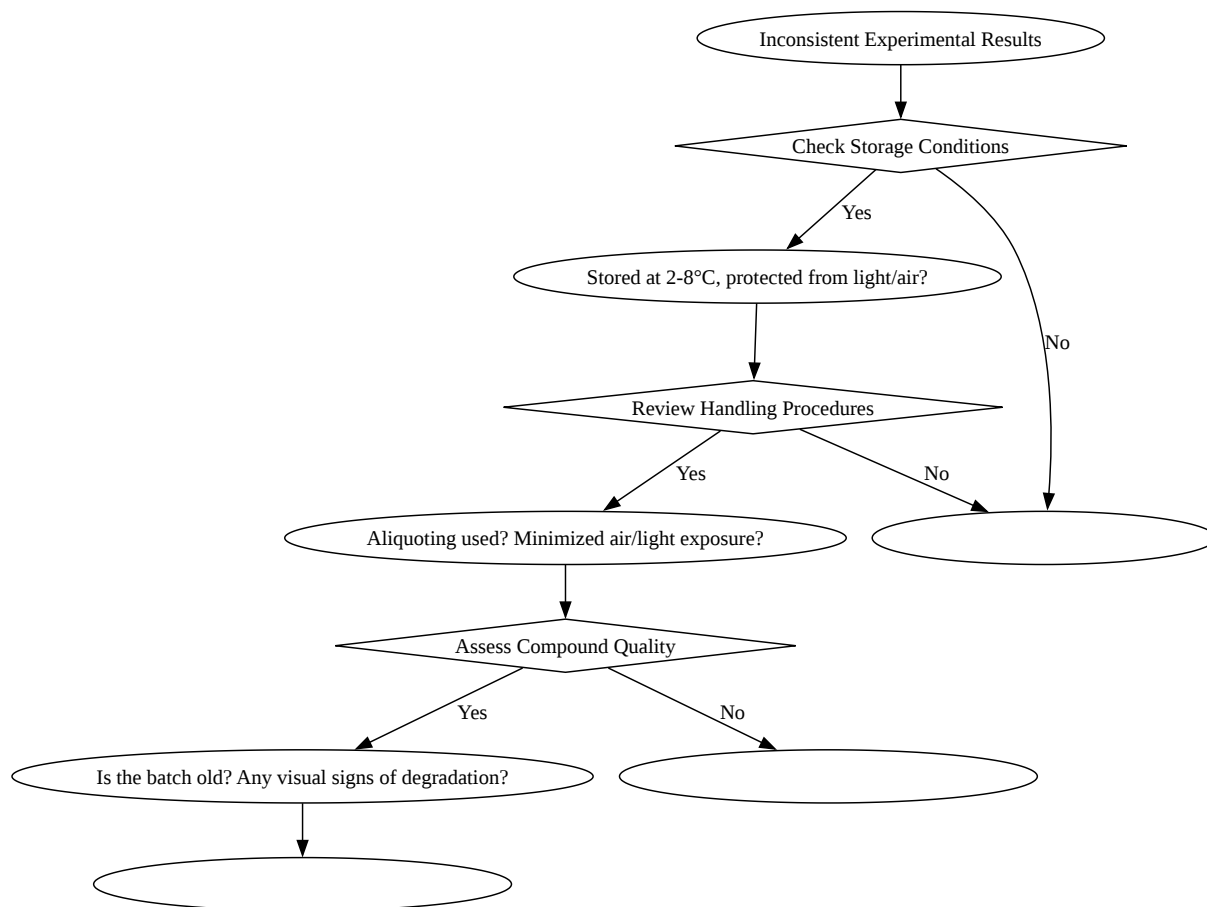 Inconsistent Experimental Results
Check Storage Conditions
Yes
Stored at 2-8°C, protected from light/air?
No
Review Handling Procedures
Yes
No
Aliquoting used? Minimized air/light exposure?
Assess Compound Quality
Yes
No
Is the batch old? Any visual signs of degradation?